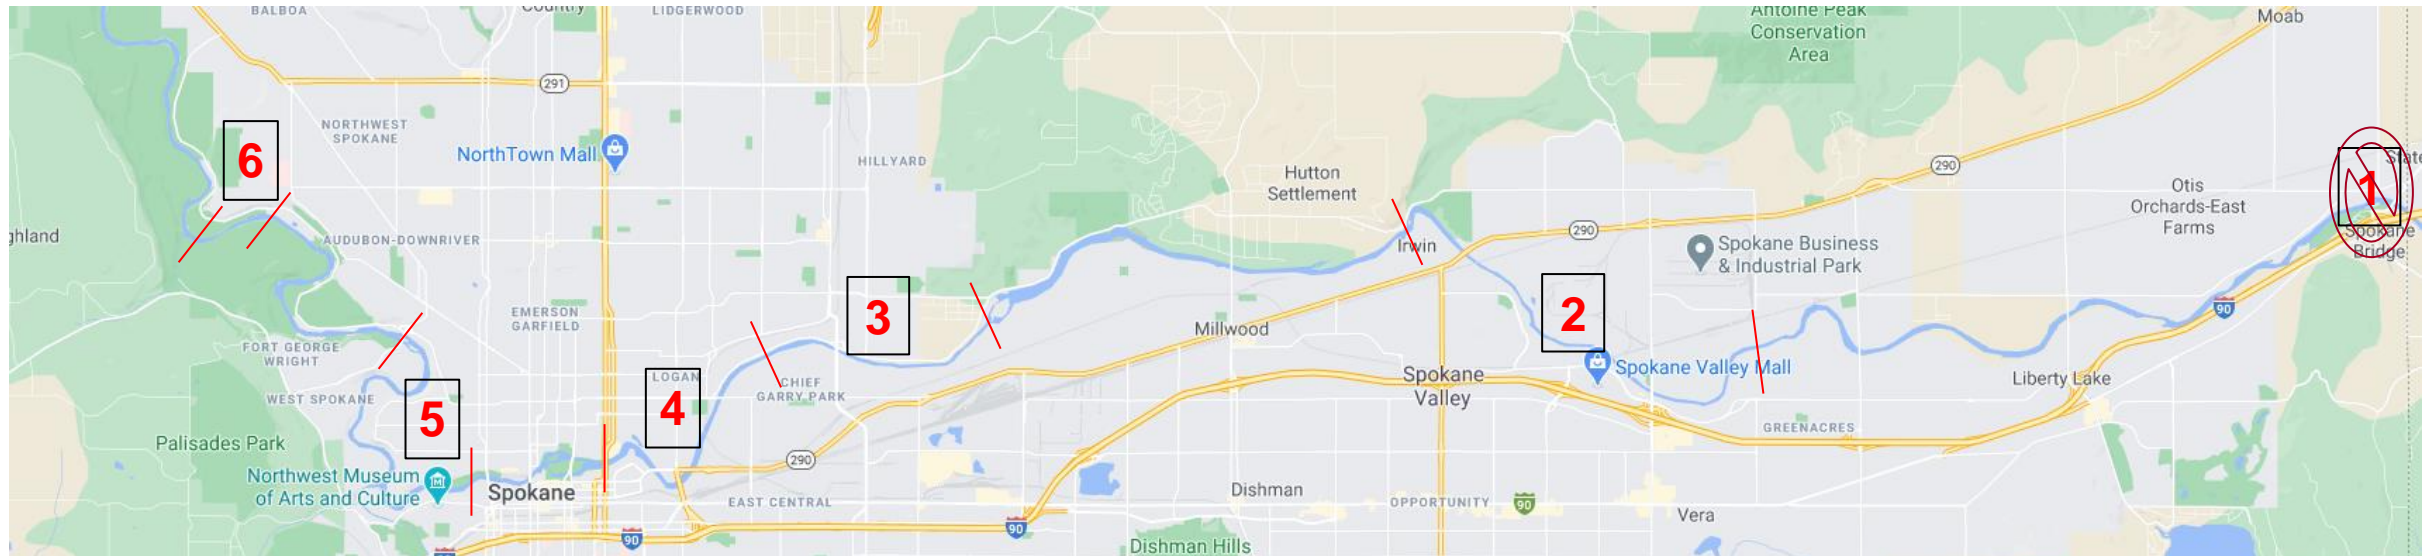 BALBOA
Country
LIDGERWOOD
Antoine Peak
Conservation
Area
Moab
291
NORTHWEST
SPOKANE
NorthTown Mall
HILLYARD
6
Hutton
Settlement
290
State
1
Otis
Orchards-East
Farms
ghland
AUDUBON-DOWNRIVER
Irwin
290
Spokane Business
& Industrial Park
Spokane
Bridge
EMERSON
GARFIELD
3
2
90
Millwood
FORT GEORGE
WRIGHT
LOGAN
CHIEF
GARRY PARK
Spokane
Valley
Spokane Valley Mall
Liberty Lake
WEST SPOKANE
5
4
Palisades Park
GREENACRES
290
Northwest Museum
of Arts and Culture
M
Spokane
EAST CENTRAL
Dishman
OPPORTUNITY
90
Vera
90
90
90
Dishman Hills